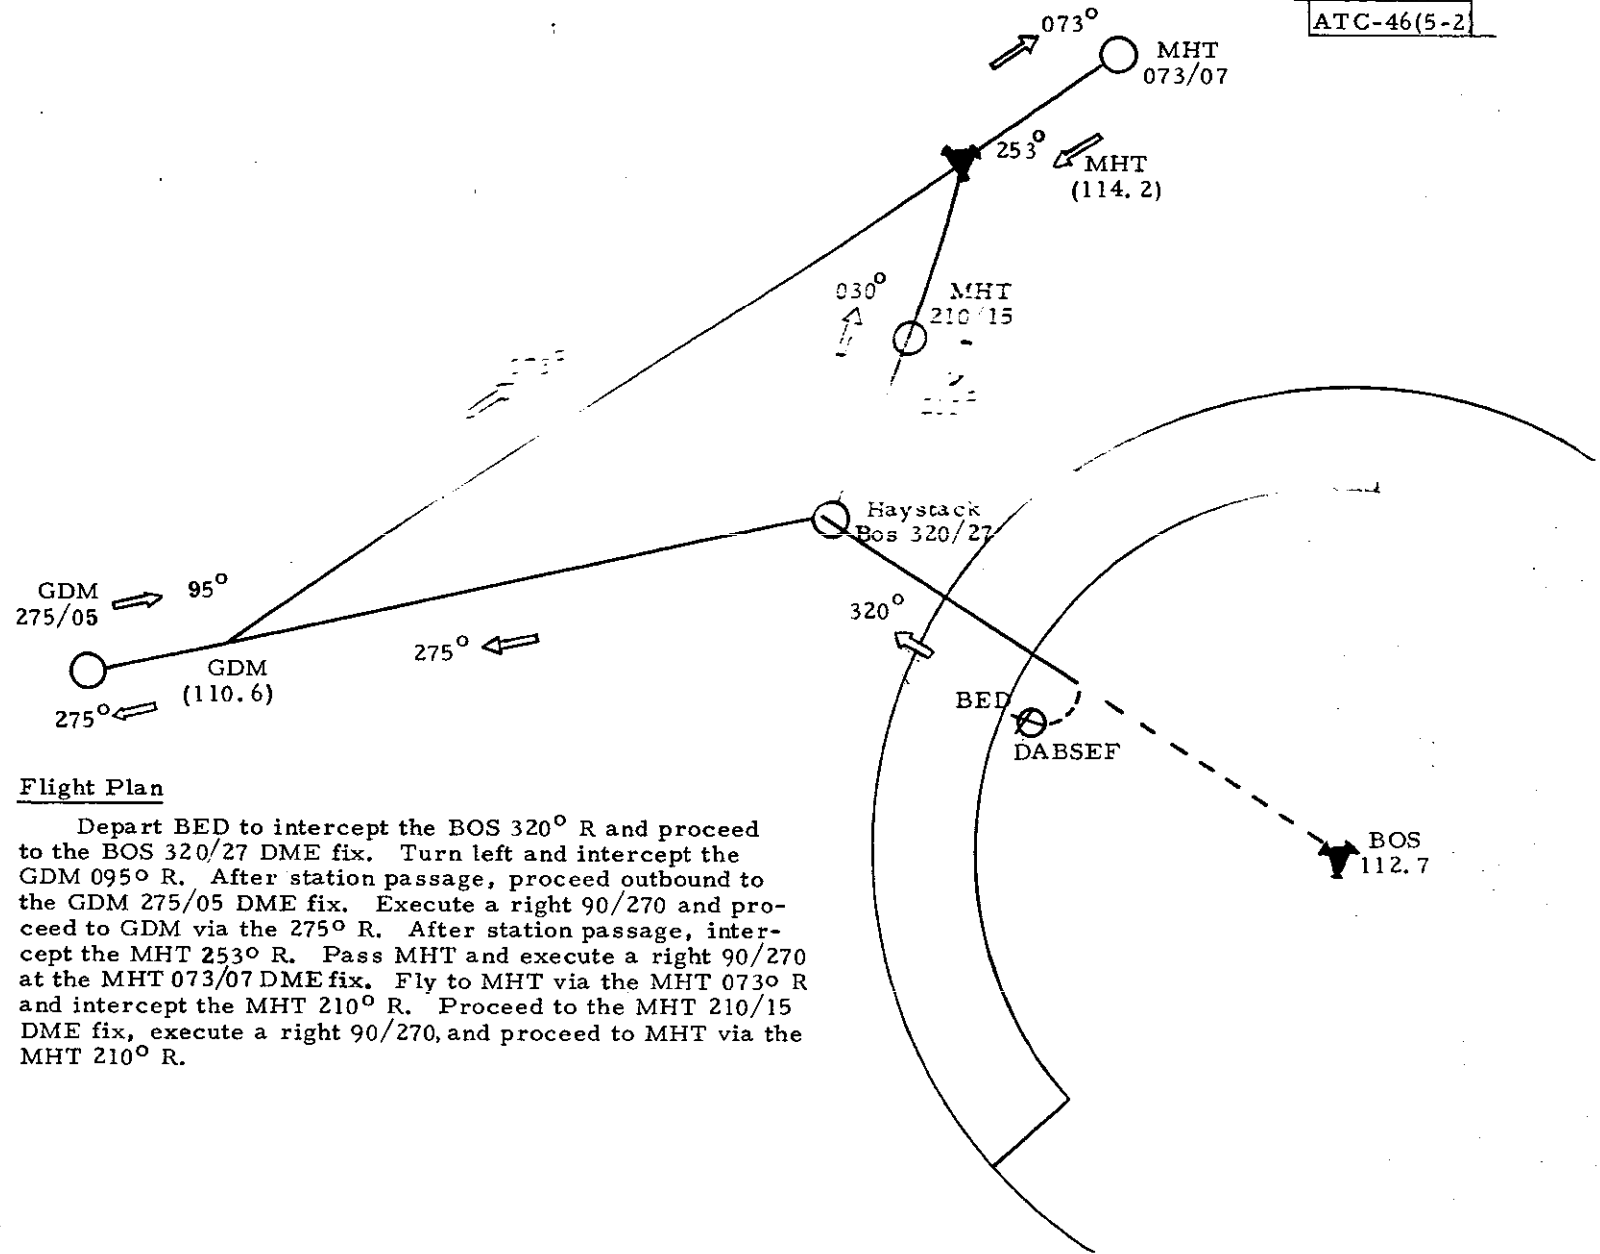 ATC-46(5-2
073°
MHT
073/07
253°
MHT
(114.2)
030°
MHT
210/15
Haystack
Bos 320/27
GDM
275/05
95°
320°
275°
GDM
(110.6)
275°
BED
DABSEF
BOS
112.7
Flight Plan
Depart BED to intercept the BOS 320° R and proceed
to the BOS 320/27 DME fix. Turn left and intercept the
GDM 095° R. After station passage, proceed outbound to
the GDM 275/05 DME fix. Execute a right 90/270 and pro-
ceed to GDM via the 275° R. After station passage, inter-
cept the MHT 253° R. Pass MHT and execute a right 90/270
at the MHT 073/07 DME fix. Fly to MHT via the MHT 073° R
and intercept the MHT 210° R. Proceed to the MHT 210/15
DME fix, execute a right 90/270, and proceed to MHT via the
MHT 210° R.